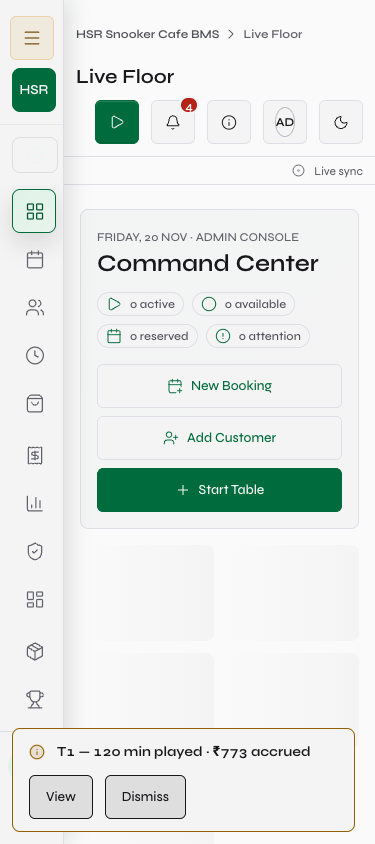 HSR Snooker Cafe BMS > Live Floor
HSR
Live Floor
4
AD
Live sync
FRIDAY, 20 NOV · ADMIN CONSOLE
Command Center
0 active
0 available
0 reserved
0 attention
New Booking
Add Customer
Start Table
T1 — 120 min played · ₹773 accrued
View
Dismiss